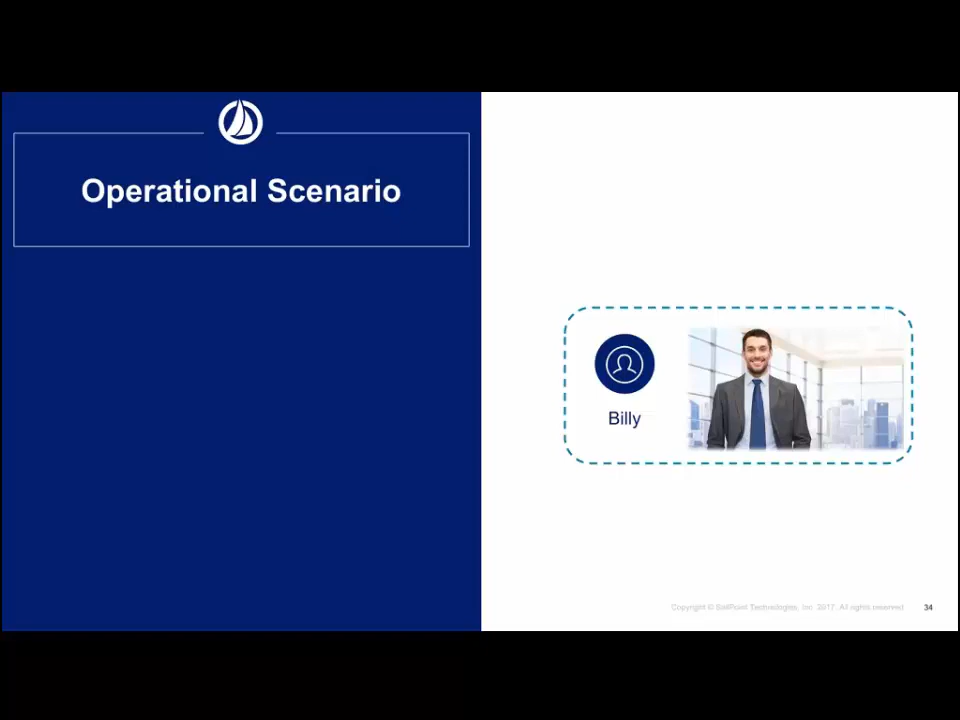 Operational Scenario
Billy
Copyright © SailPoint Technologies, Inc. 2017. All rights reserved.
34